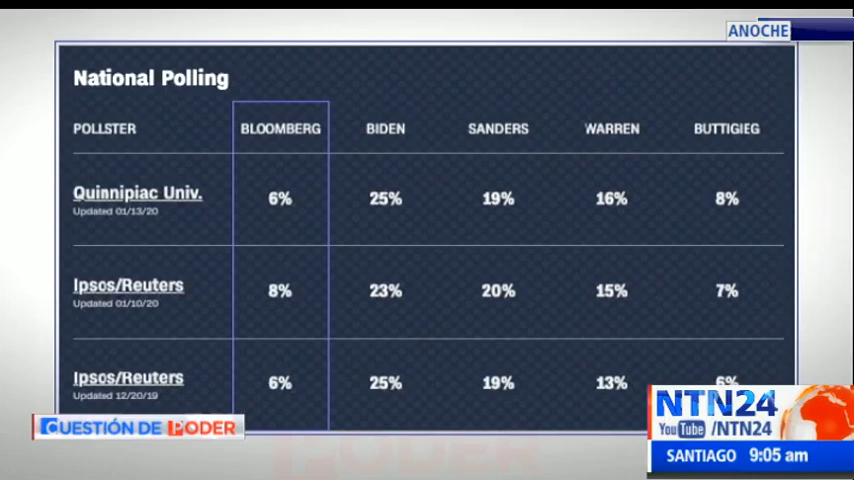 ANOCHE
National Polling
POLLSTER BLOOMBERG BIDEN SANDERS WARREN BUTTIGIEG
Quinnipiac Univ. 6% 25% 19% 16% 8%
Updated 01/13/20
Ipsos/Reuters 8% 23% 20% 15% 7%
Updated 01/10/20
Ipsos/Reuters 6% 25% 19% 13% 6%
Updated 12/20/19
CUESTIÓN DE PODER
NTN24
YouTube /NTN24
SANTIAGO 9:05 am
PODER